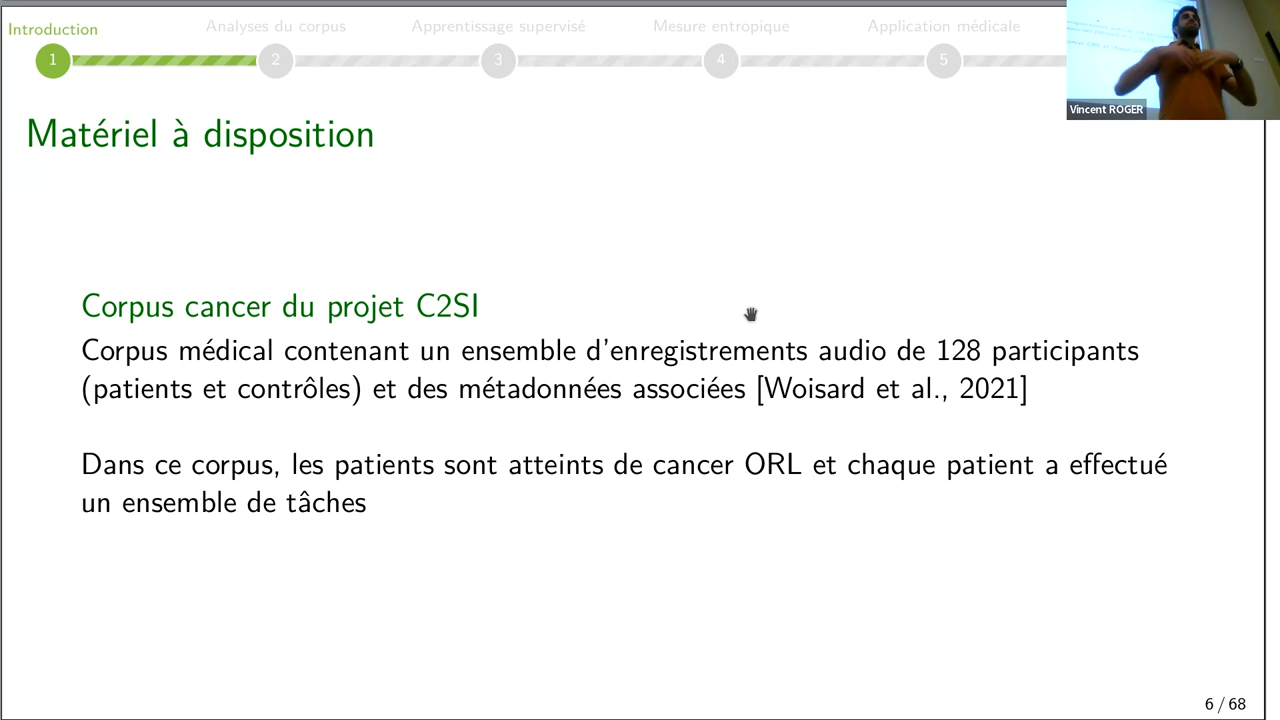 Introduction
Analyses du corpus
Apprentissage supervisé
Mesure entropique
Application médicale
1
2
3
4
5
Vincent ROGER
Matériel à disposition
Corpus cancer du projet C2SI
Corpus médical contenant un ensemble d'enregistrements audio de 128 participants
(patients et contrôles) et des métadonnées associées [Woisard et al., 2021]
Dans ce corpus, les patients sont atteints de cancer ORL et chaque patient a effectué
un ensemble de tâches
6 / 68